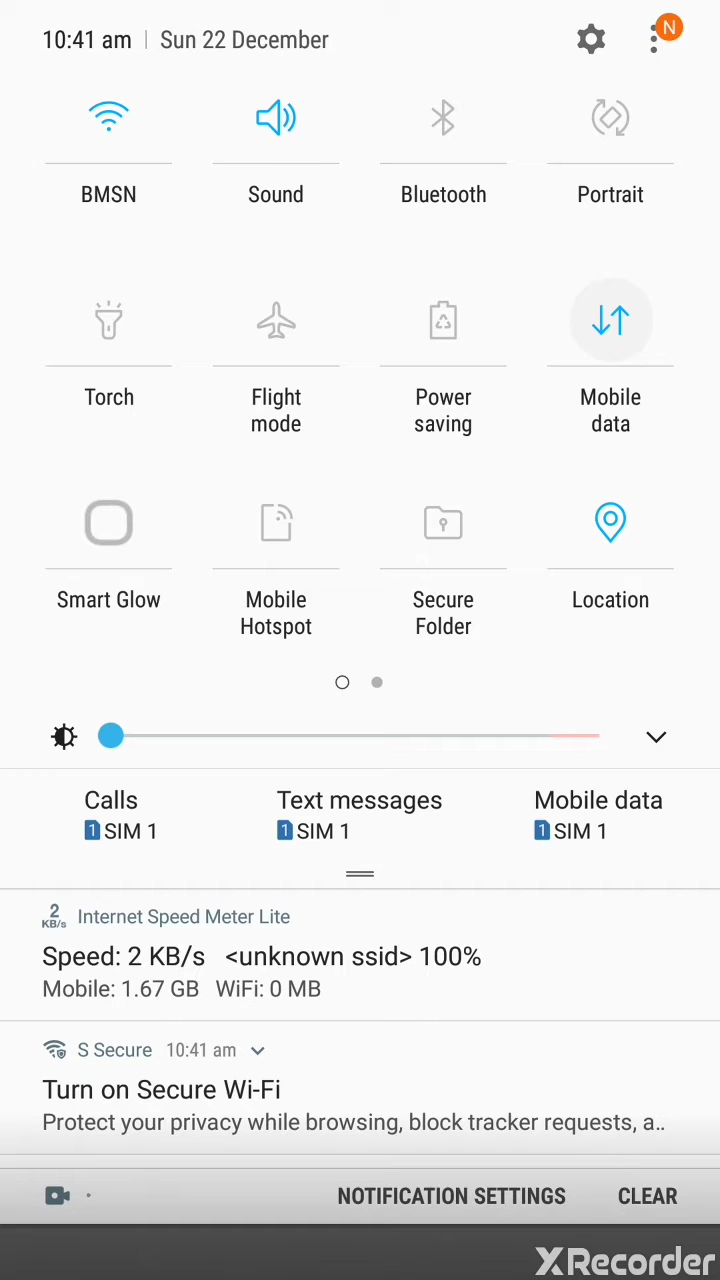 10:41 am | Sun 22 December
N
BMSN Sound Bluetooth Portrait
Torch Flight mode Power saving Mobile data
Smart Glow Mobile Hotspot Secure Folder Location
Calls Text messages Mobile data
1 SIM 1 1 SIM 1 1 SIM 1
2 KB/s Internet Speed Meter Lite
Speed: 2 KB/s <unknown ssid> 100%
Mobile: 1.67 GB WiFi: 0 MB
S Secure 10:41 am
Turn on Secure Wi-Fi
Protect your privacy while browsing, block tracker requests, a..
NOTIFICATION SETTINGS CLEAR
XRecorder